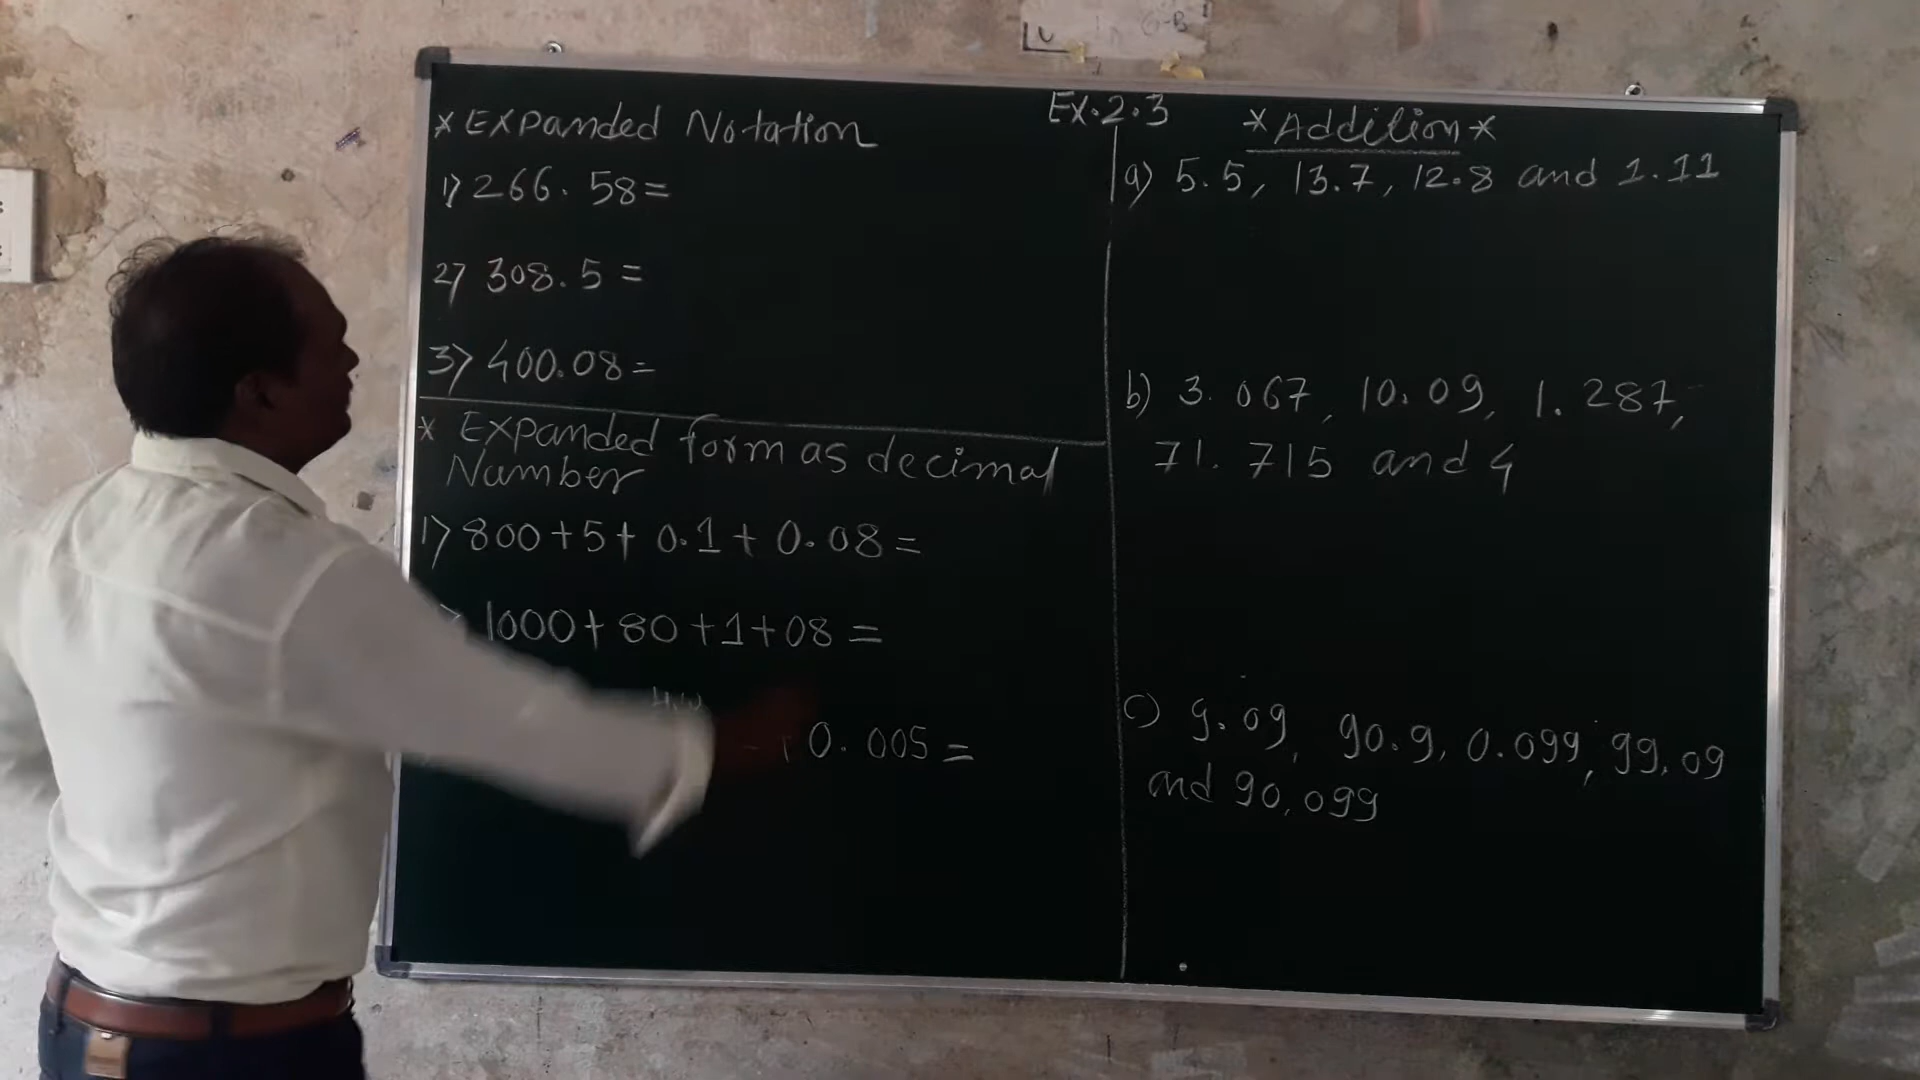 Ex.2.3
* Expanded Notation
1) 266.58=
2) 308.5 =
3) 400.08=
* Expanded form as decimal
Number
1) 800+5+ 0.1+ 0.08=
1000+ 80+1+08 =
0.005=
*Addition*
a) 5.5, 13.7, 12.8 and 1.11
b) 3.067, 10.09, 1.287,
71.715 and 4
c) 9.09, 90.9, 0.099, 99.09
and 90,099